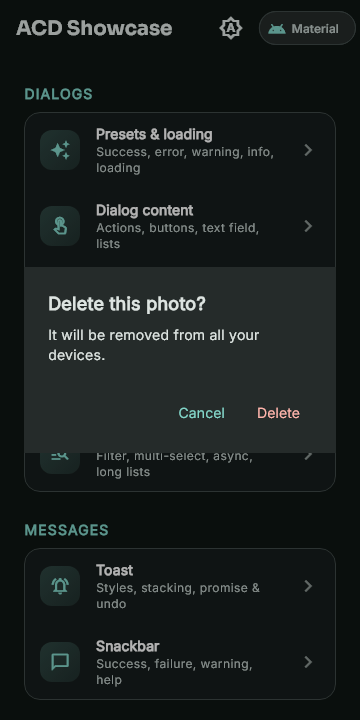 ACD Showcase
A
Material
DIALOGS
Presets & loading
Success, error, warning, info,
loading
Dialog content
Actions, buttons, text field,
lists
Delete this photo?
It will be removed from all your
devices.
Cancel
Delete
Filter, multi-select, async,
long lists
MESSAGES
Toast
Styles, stacking, promise &
undo
Snackbar
Success, failure, warning,
help